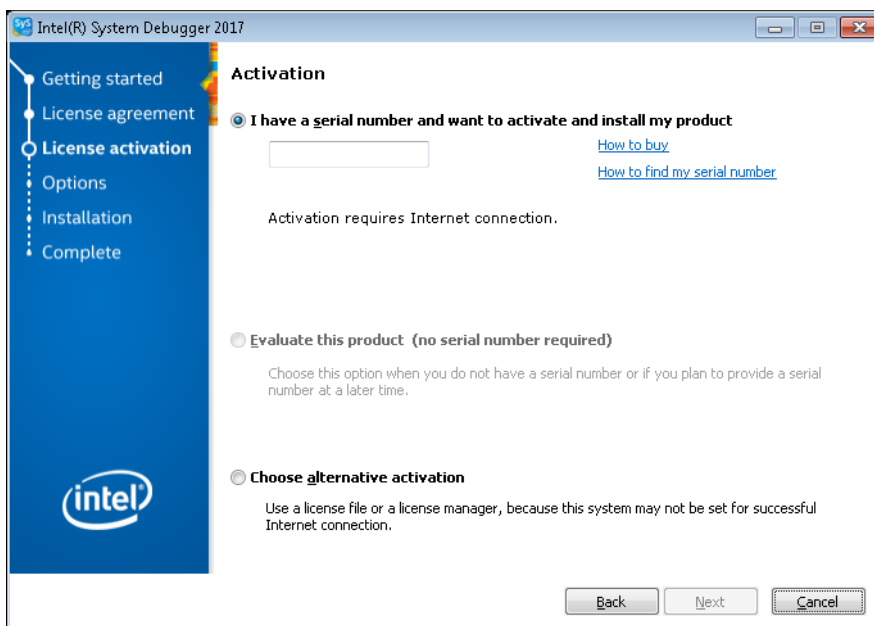 Intel(R) System Debugger 2017
Getting started
License agreement
License activation
Options
Installation
Complete
intel
Activation
I have a serial number and want to activate and install my product
How to buy
How to find my serial number
Activation requires Internet connection.
Evaluate this product (no serial number required)
Choose this option when you do not have a serial number or if you plan to provide a serial
number at a later time.
Choose alternative activation
Use a license file or a license manager, because this system may not be set for successful
Internet connection.
Back
Next
Cancel